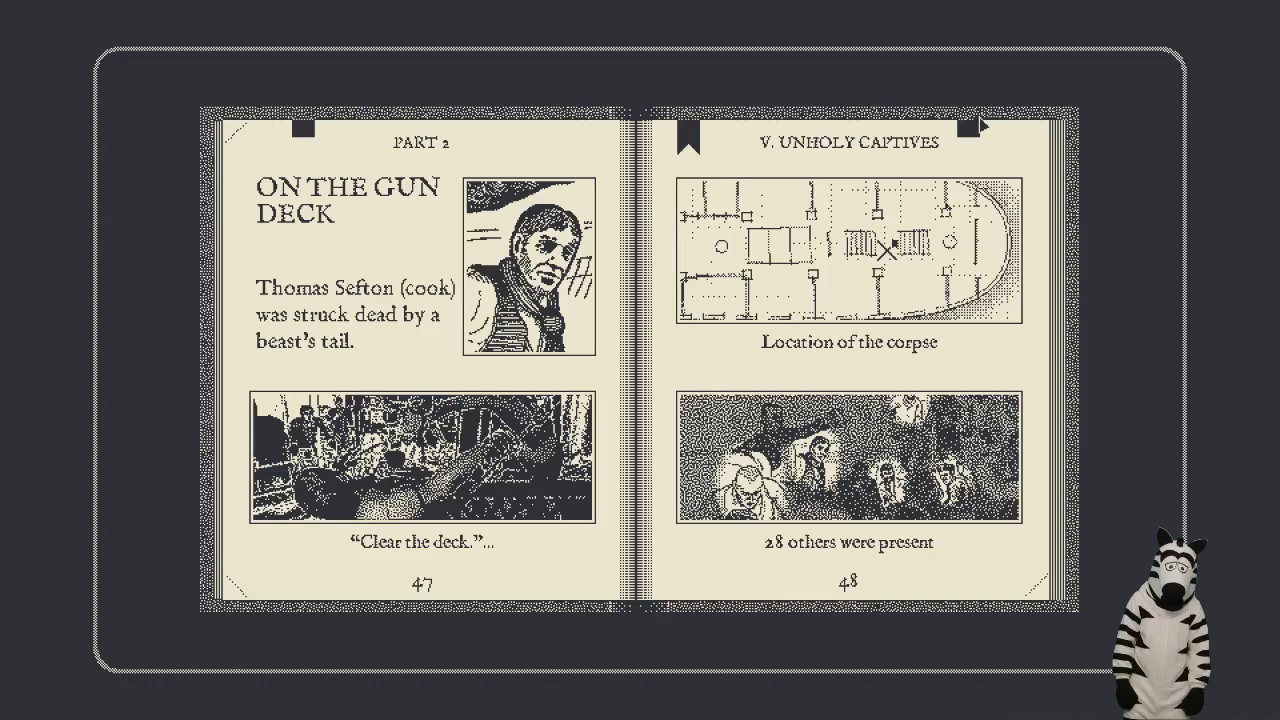 PART 2
ON THE GUN
DECK
Thomas Sefton (cook)
was struck dead by a
beast's tail.
"Clear the deck."...
47
V. UNHOLY CAPTIVES
Location of the corpse
28 others were present
48